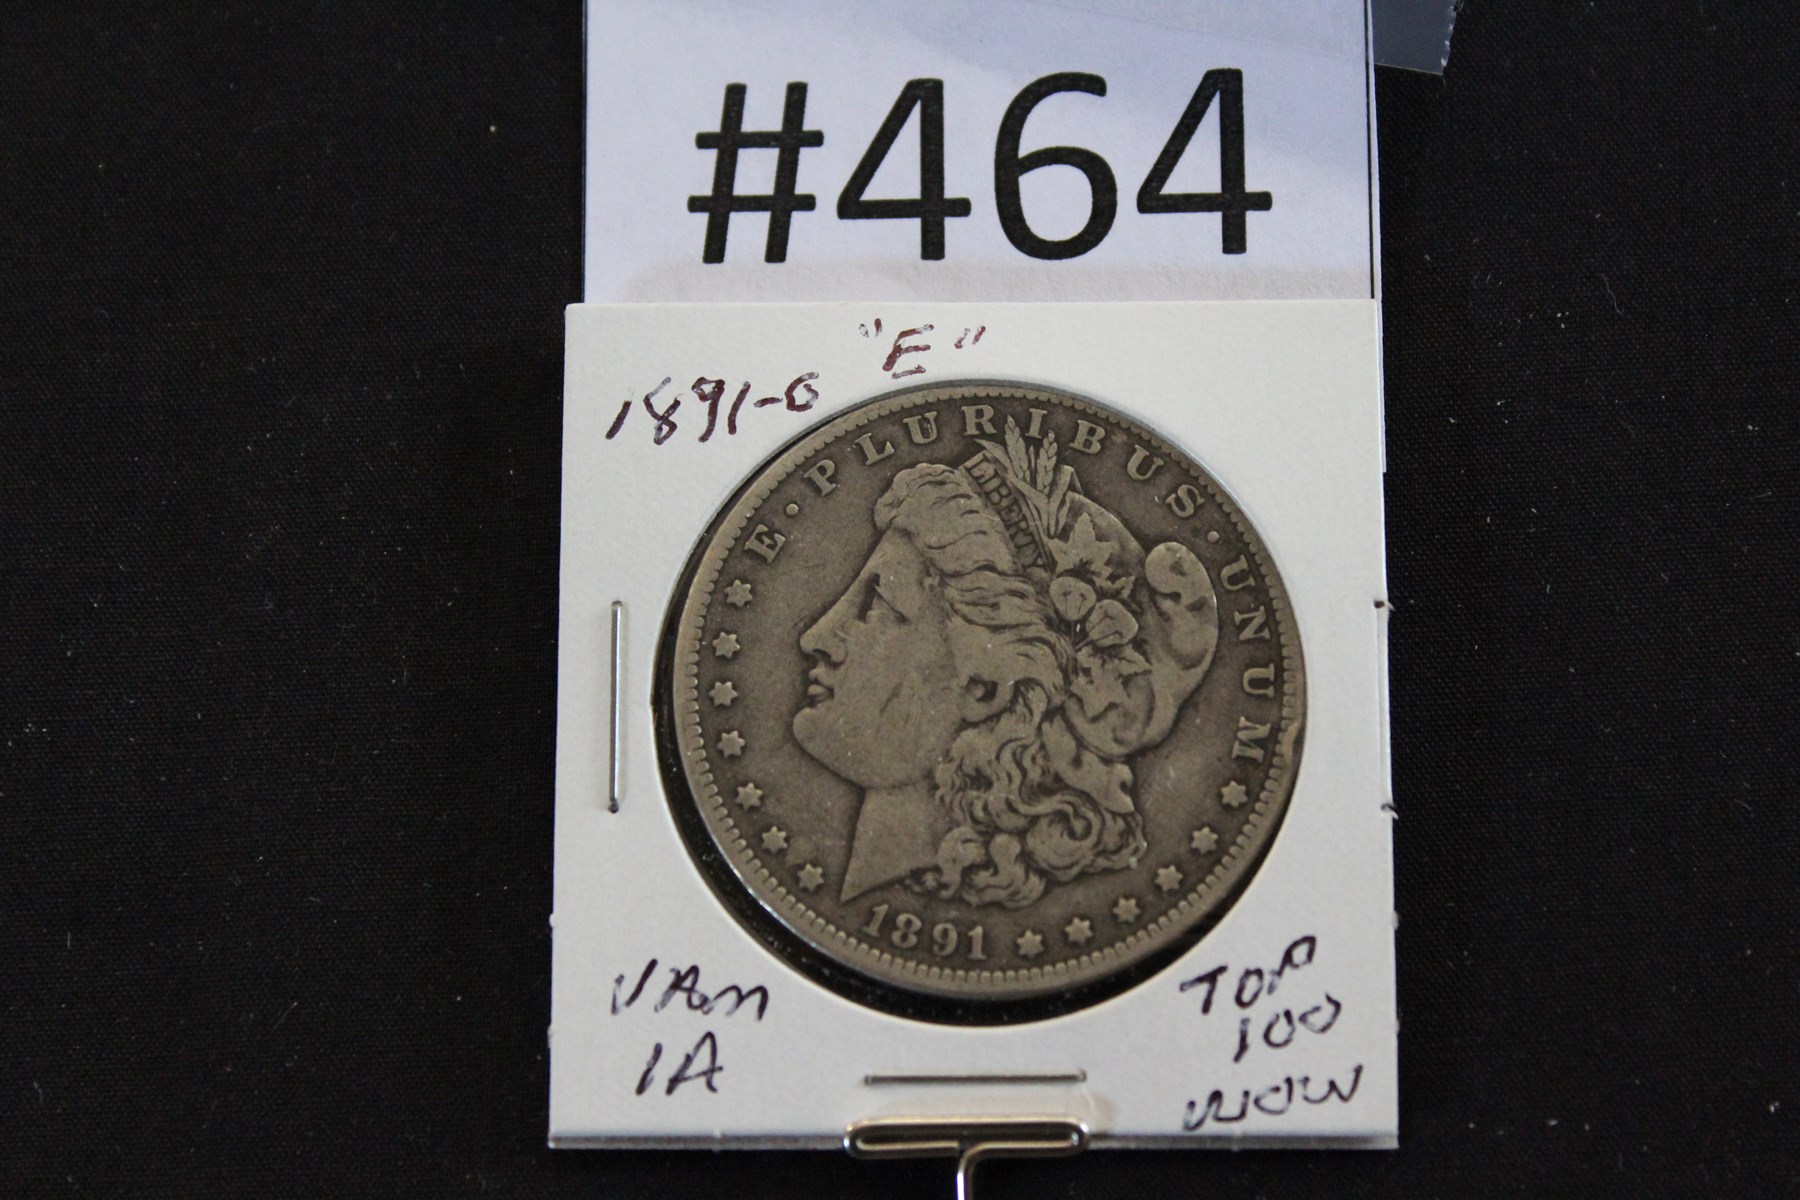 #464
"E"
1891-O
E · PLURIBUS · UNUM
LIBERTY
1891
VAM
1A
TOP
100
WOW